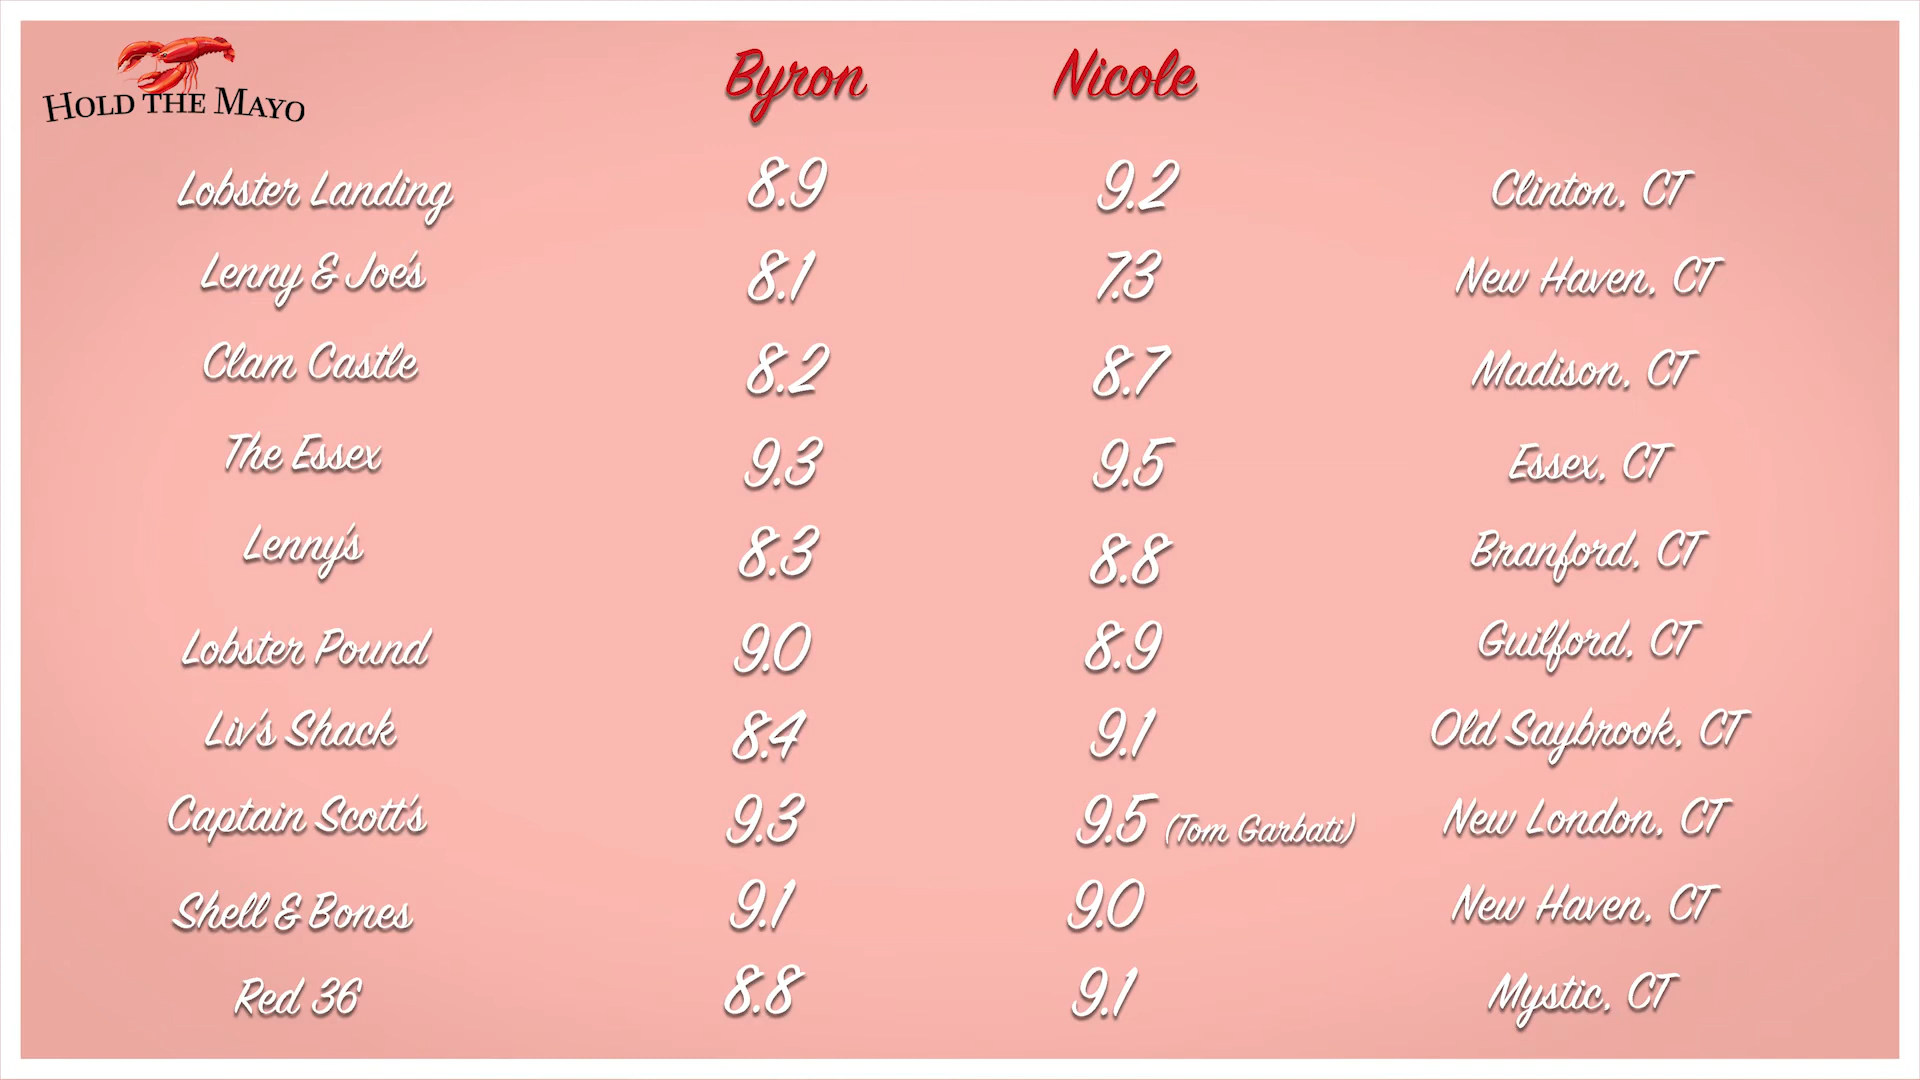 HOLD THE MAYO
Byron Nicole
Lobster Landing 8.9 9.2 Clinton, CT
Lenny & Joe's 8.1 7.3 New Haven, CT
Clam Castle 8.2 8.7 Madison, CT
The Essex 9.3 9.5 Essex, CT
Lenny's 8.3 8.8 Branford, CT
Lobster Pound 9.0 8.9 Guilford, CT
Liv's Shack 8.4 9.1 Old Saybrook, CT
Captain Scott's 9.3 9.5 (Tom Garbati) New London, CT
Shell & Bones 9.1 9.0 New Haven, CT
Red 36 8.8 9.1 Mystic, CT